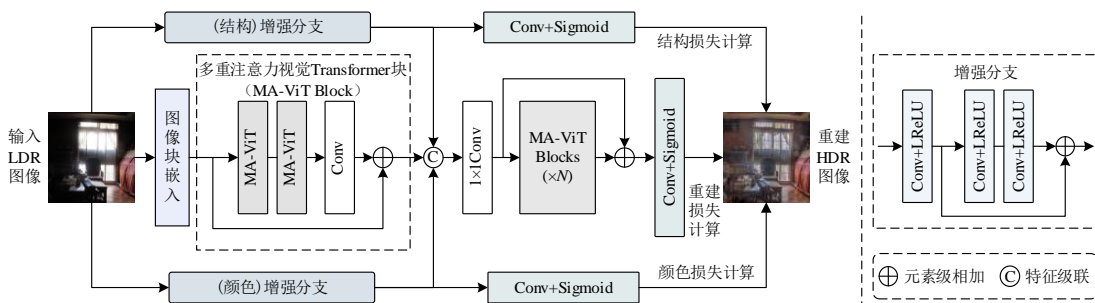 (结构)增强分支
Conv+Sigmoid
结构损失计算
多重注意力视觉Transformer块
（MA-ViT Block）
输入
LDR
图像
图像块嵌入
MA-ViT
MA-ViT
Conv
C
1×1Conv
MA-ViT
Blocks
(×N)
Conv+Sigmoid
重建
损失
计算
重建
HDR
图像
(颜色)增强分支
Conv+Sigmoid
颜色损失计算
增强分支
Conv+LReLU
Conv+LReLU
Conv+LReLU
元素级相加
C 特征级联